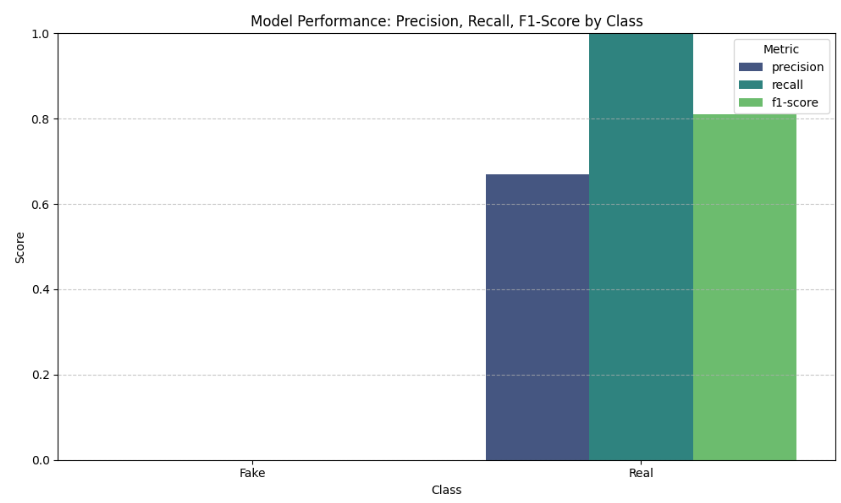 Model Performance: Precision, Recall, F1-Score by Class
Metric
precision
recall
f1-score
Score
1.0
0.8
0.6
0.4
0.2
0.0
Fake
Real
Class